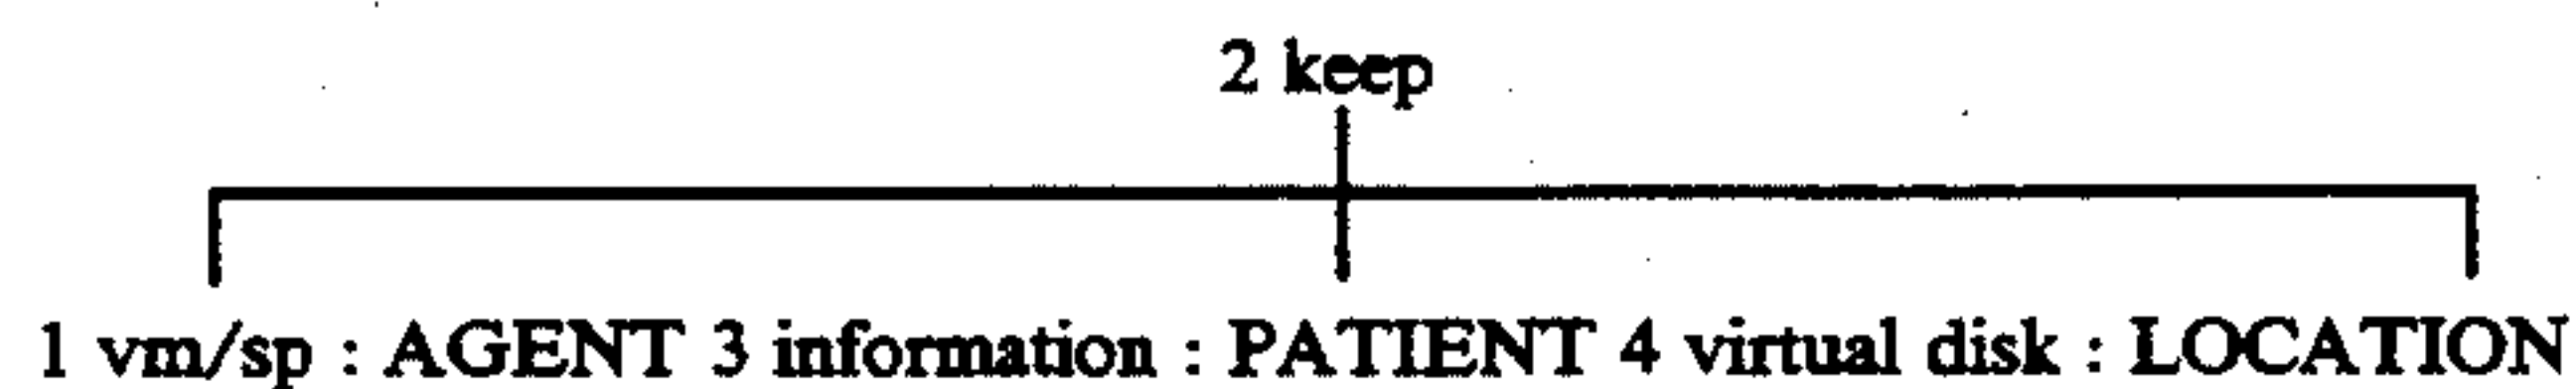 2 keep
1 vm/sp : AGENT 3 information : PATIENT 4 virtual disk : LOCATION